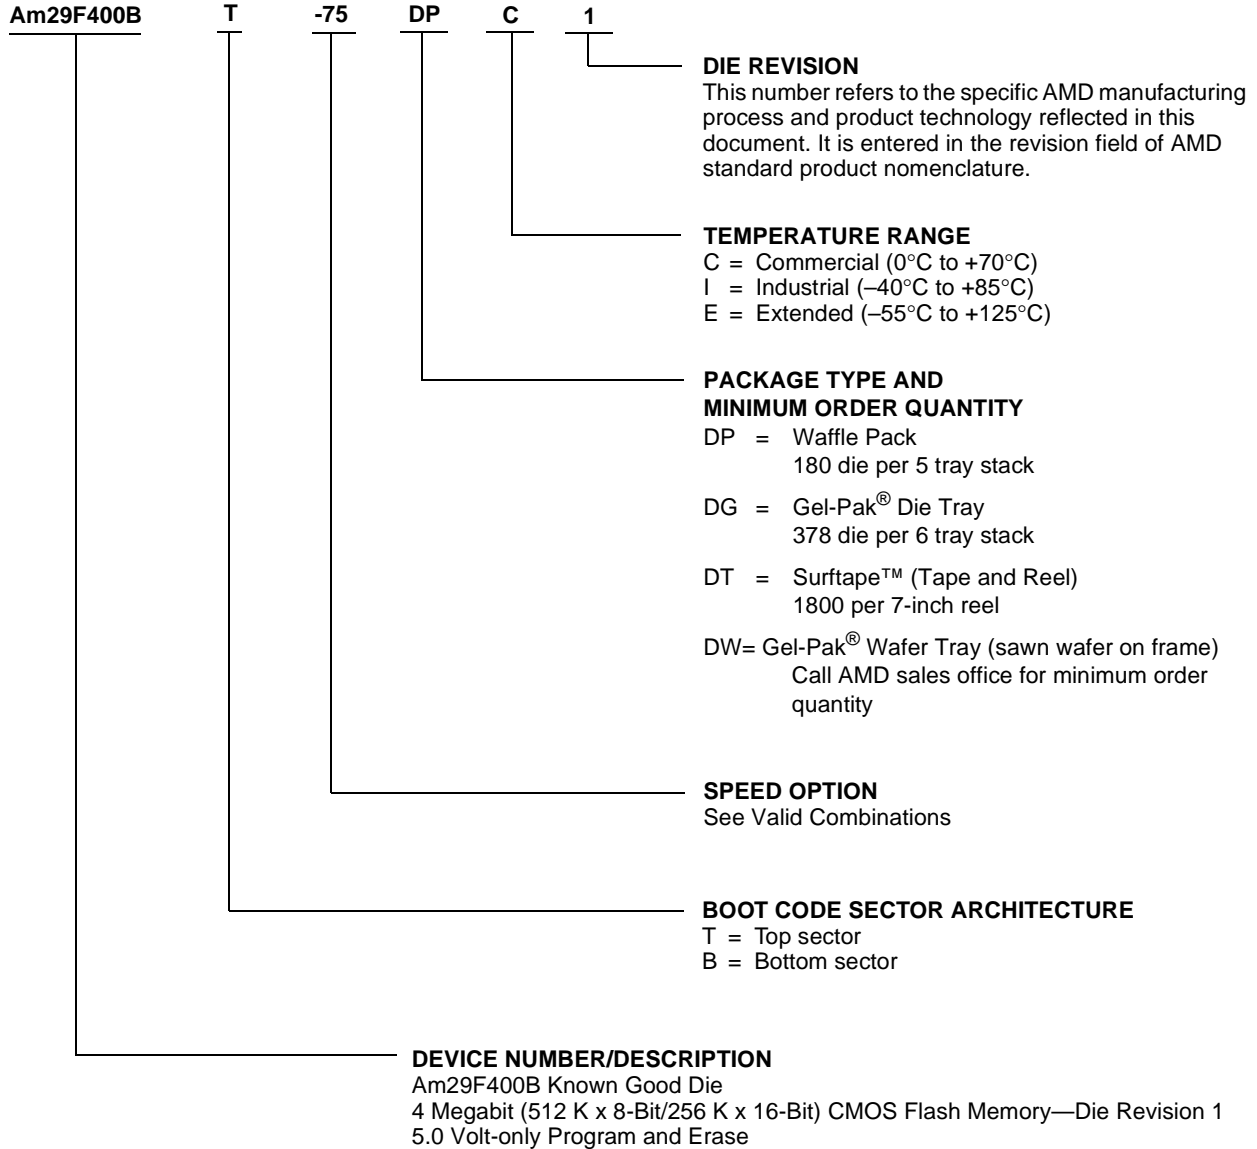 Am29F400B T -75 DP C 1
DIE REVISION
This number refers to the specific AMD manufacturing
process and product technology reflected in this
document. It is entered in the revision field of AMD
standard product nomenclature.
TEMPERATURE RANGE
C = Commercial (0°C to +70°C)
I = Industrial (–40°C to +85°C)
E = Extended (–55°C to +125°C)
PACKAGE TYPE AND
MINIMUM ORDER QUANTITY
DP = Waffle Pack
180 die per 5 tray stack
DG = Gel-Pak® Die Tray
378 die per 6 tray stack
DT = Surftape™ (Tape and Reel)
1800 per 7-inch reel
DW= Gel-Pak® Wafer Tray (sawn wafer on frame)
Call AMD sales office for minimum order
quantity
SPEED OPTION
See Valid Combinations
BOOT CODE SECTOR ARCHITECTURE
T = Top sector
B = Bottom sector
DEVICE NUMBER/DESCRIPTION
Am29F400B Known Good Die
4 Megabit (512 K x 8-Bit/256 K x 16-Bit) CMOS Flash Memory—Die Revision 1
5.0 Volt-only Program and Erase